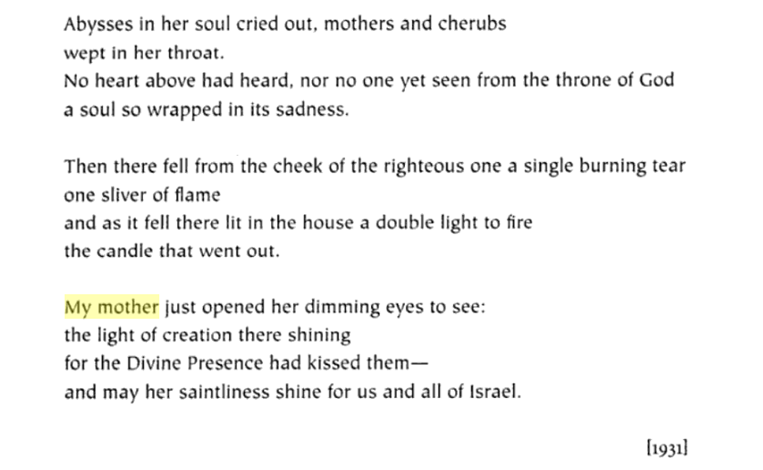 Abysses in her soul cried out, mothers and cherubs
wept in her throat.
No heart above had heard, nor no one yet seen from the throne of God
a soul so wrapped in its sadness.
Then there fell from the cheek of the righteous one a single burning tear
one sliver of flame
and as it fell there lit in the house a double light to fire
the candle that went out.
My mother just opened her dimming eyes to see:
the light of creation there shining
for the Divine Presence had kissed them—
and may her saintliness shine for us and all of Israel.
[1931]